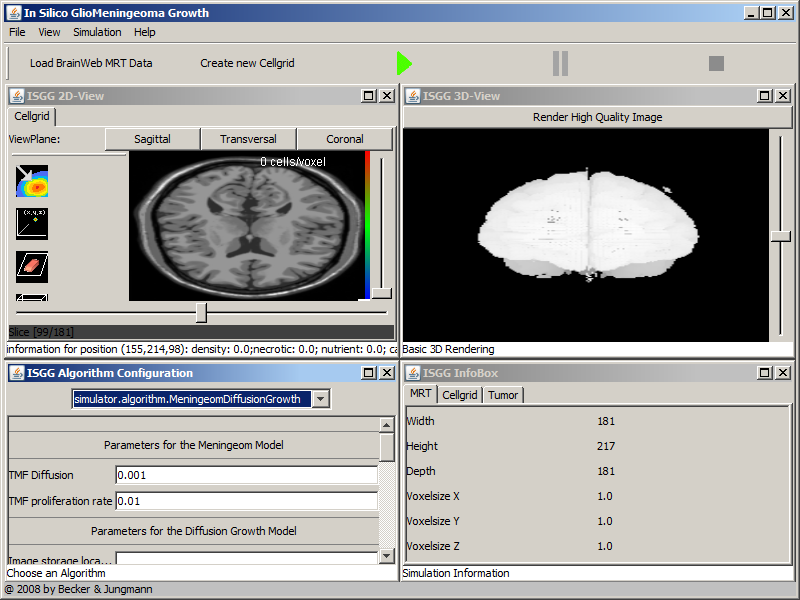 In Silico GlioMeningeoma Growth
File View Simulation Help
Load BrainWeb MRT Data Create new Cellgrid
ISGG 2D-View
Cellgrid
ViewPlane: Sagittal Transversal Coronal
0 cells/voxel
(x,y,z)
Slice [99/181]
information for position (155,214,98): density: 0.0;necrotic: 0.0; nutrient: 0.0; ca
ISGG 3D-View
Render High Quality Image
Basic 3D Rendering
ISGG Algorithm Configuration
simulator.algorithm.MeningeomDiffusionGrowth
Parameters for the Meningeom Model
TMF Diffusion 0.001
TMF proliferation rate 0.01
Parameters for the Diffusion Growth Model
Image storage loca...
Choose an Algorithm
ISGG InfoBox
MRT Cellgrid Tumor
Width 181
Height 217
Depth 181
Voxelsize X 1.0
Voxelsize Y 1.0
Voxelsize Z 1.0
Simulation Information
@ 2008 by Becker & Jungmann